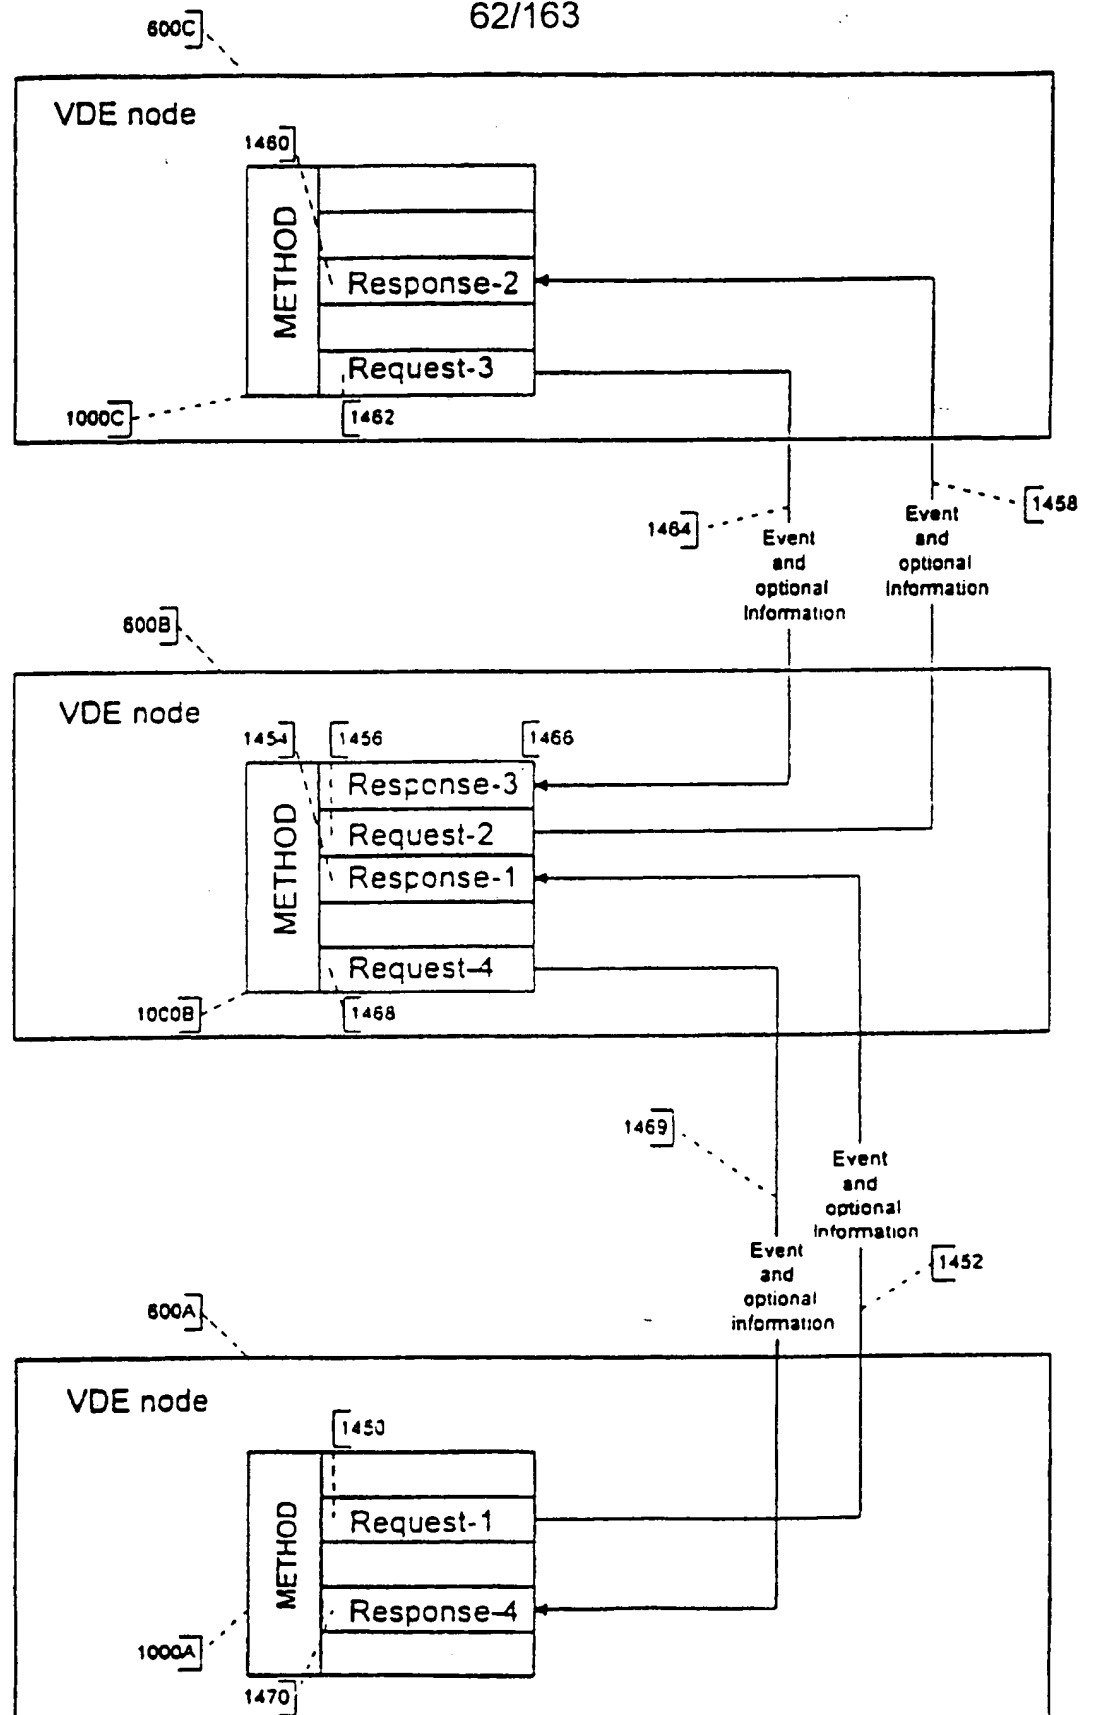 62/163
600C
VDE node
1460
METHOD
Response-2
Request-3
1000C
1462
1464
1458
Event
and
optional
Information
Event
and
optional
Information
600B
VDE node
1454
1456
1466
METHOD
Response-3
Request-2
Response-1
Request-4
1000B
1468
1469
Event
and
optional
Information
1452
Event
and
optional
information
600A
VDE node
1450
METHOD
Request-1
Response-4
1000A
1470